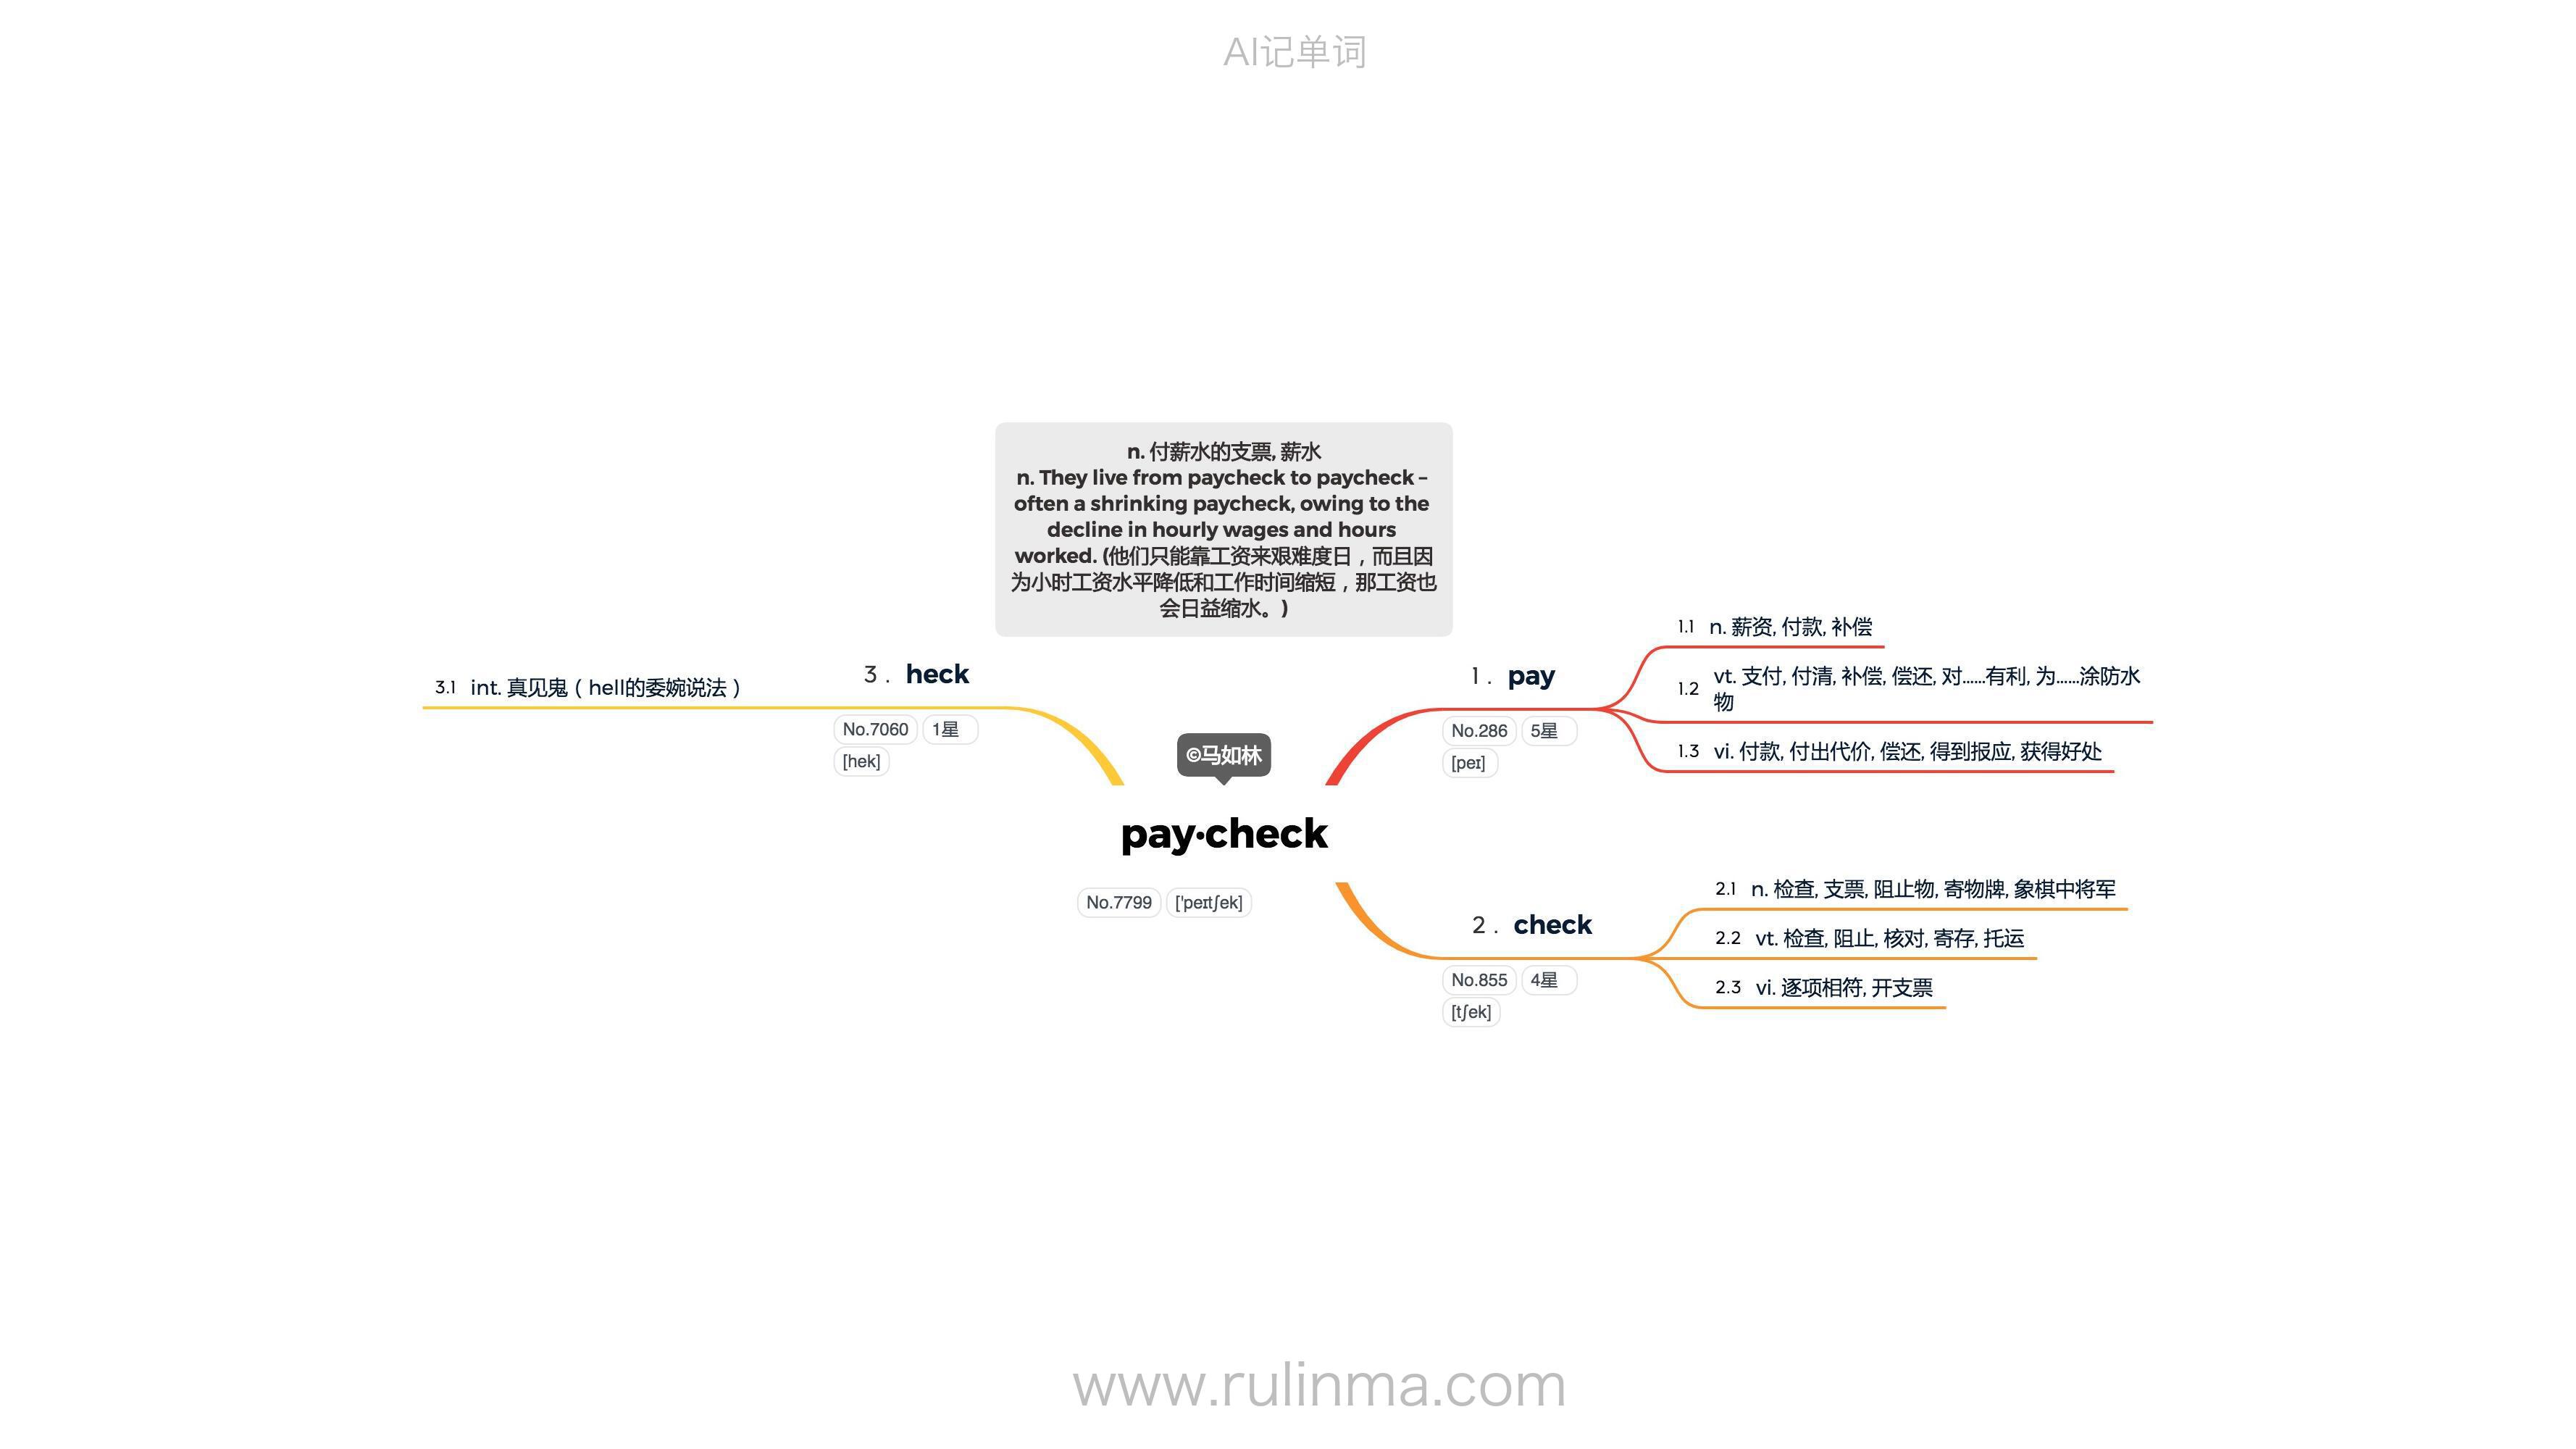 AI记单词
n. 付薪水的支票, 薪水
n. They live from paycheck to paycheck –
often a shrinking paycheck, owing to the
decline in hourly wages and hours
worked. (他们只能靠工资来艰难度日，而且因
为小时工资水平降低和工作时间缩短，那工资也
会日益缩水。)
©马如林
pay·check
No.7799 ['peɪtʃek]
1. pay
No.286 5星
[peɪ]
1.1 n. 薪资, 付款, 补偿
1.2 vt. 支付, 付清, 补偿, 偿还, 对……有利, 为……涂防水
物
1.3 vi. 付款, 付出代价, 偿还, 得到报应, 获得好处
2. check
No.855 4星
[tʃek]
2.1 n. 检查, 支票, 阻止物, 寄物牌, 象棋中将军
2.2 vt. 检查, 阻止, 核对, 寄存, 托运
2.3 vi. 逐项相符, 开支票
3. heck
No.7060 1星
[hek]
3.1 int. 真见鬼（hell的委婉说法）
www.rulinma.com